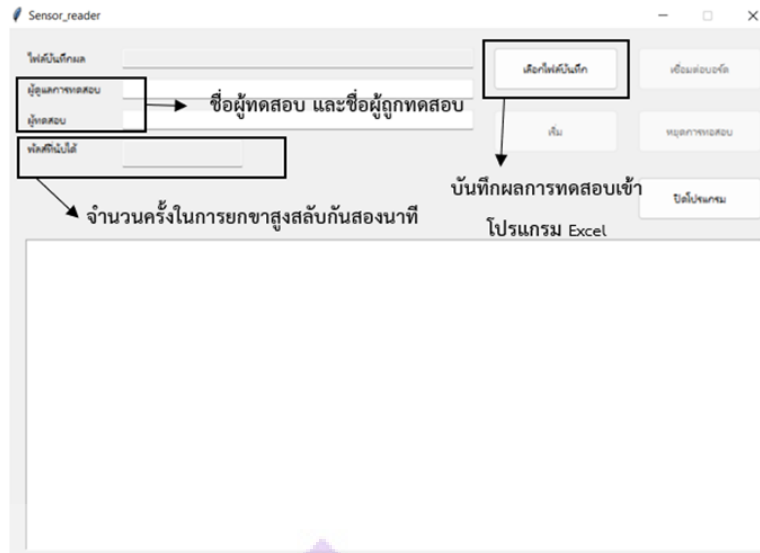 Sensor_reader
ไฟล์บันทึกผล
เลือกไฟล์บันทึก
เชื่อมต่อบอร์ด
ผู้ดูแลการทดสอบ
ชื่อผู้ทดสอบ และชื่อผู้ถูกทดสอบ
ผู้ทดสอบ
เริ่ม
หยุดการทดสอบ
พัลส์ที่นับได้
บันทึกผลการทดสอบเข้า
โปรแกรม Excel
ปิดโปรแกรม
จำนวนครั้งในการยกขาสูงสลับกันสองนาที